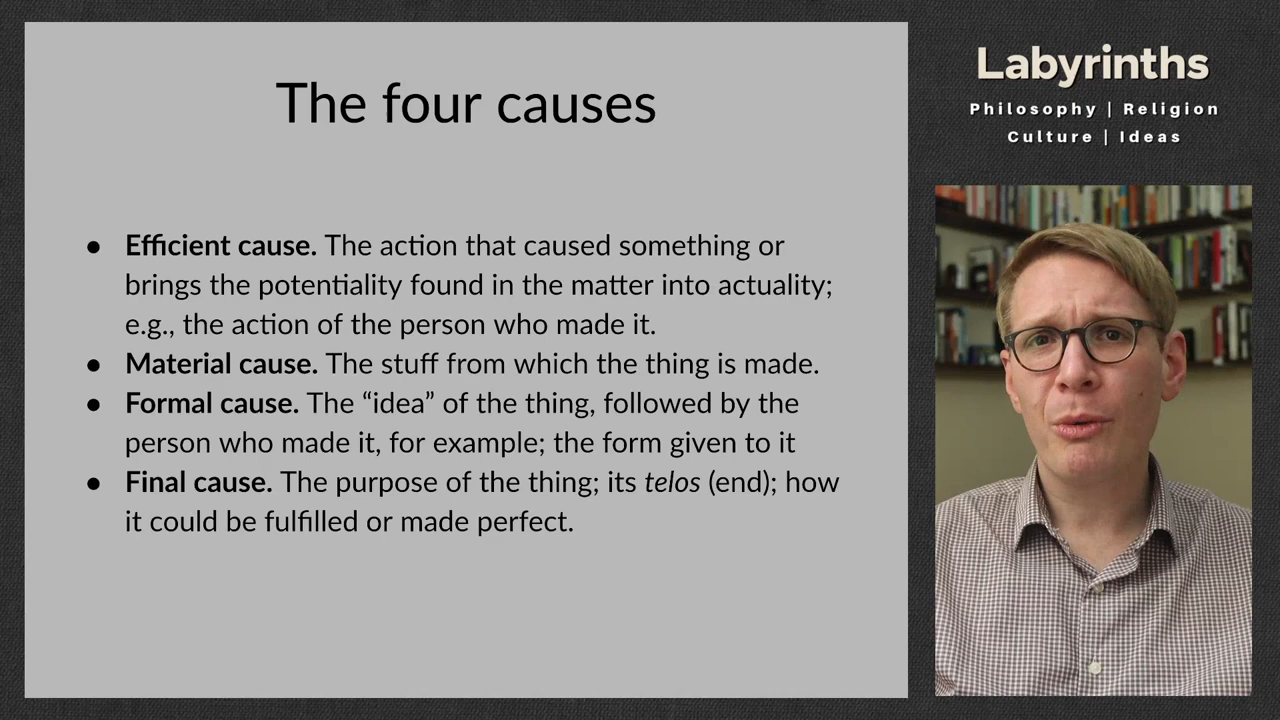 The four causes
● Efficient cause. The action that caused something or
brings the potentiality found in the matter into actuality;
e.g., the action of the person who made it.
● Material cause. The stuff from which the thing is made.
● Formal cause. The “idea” of the thing, followed by the
person who made it, for example; the form given to it
● Final cause. The purpose of the thing; its telos (end); how
it could be fulfilled or made perfect.
Labyrinths
Philosophy | Religion
Culture | Ideas